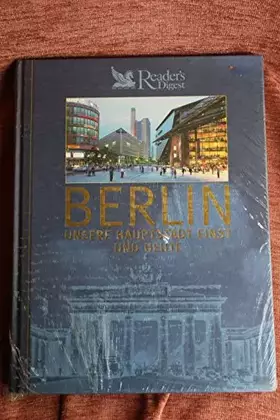 Reader's
Digest
BERLIN
UNSERE HAUPTSTADT EINST
UND HEUTE